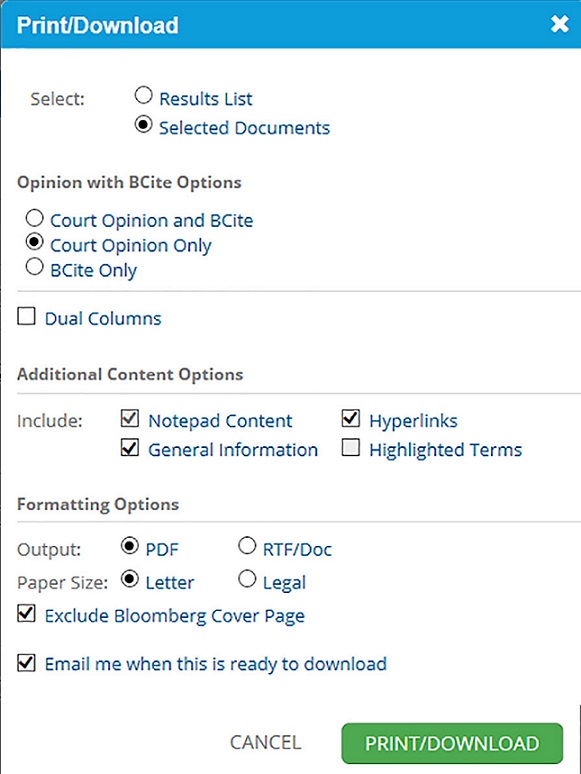 Print/Download
Select: Results List
Selected Documents
Opinion with BCite Options
Court Opinion and BCite
Court Opinion Only
BCite Only
Dual Columns
Additional Content Options
Include: Notepad Content Hyperlinks
General Information Highlighted Terms
Formatting Options
Output: PDF RTF/Doc
Paper Size: Letter Legal
Exclude Bloomberg Cover Page
Email me when this is ready to download
CANCEL PRINT/DOWNLOAD